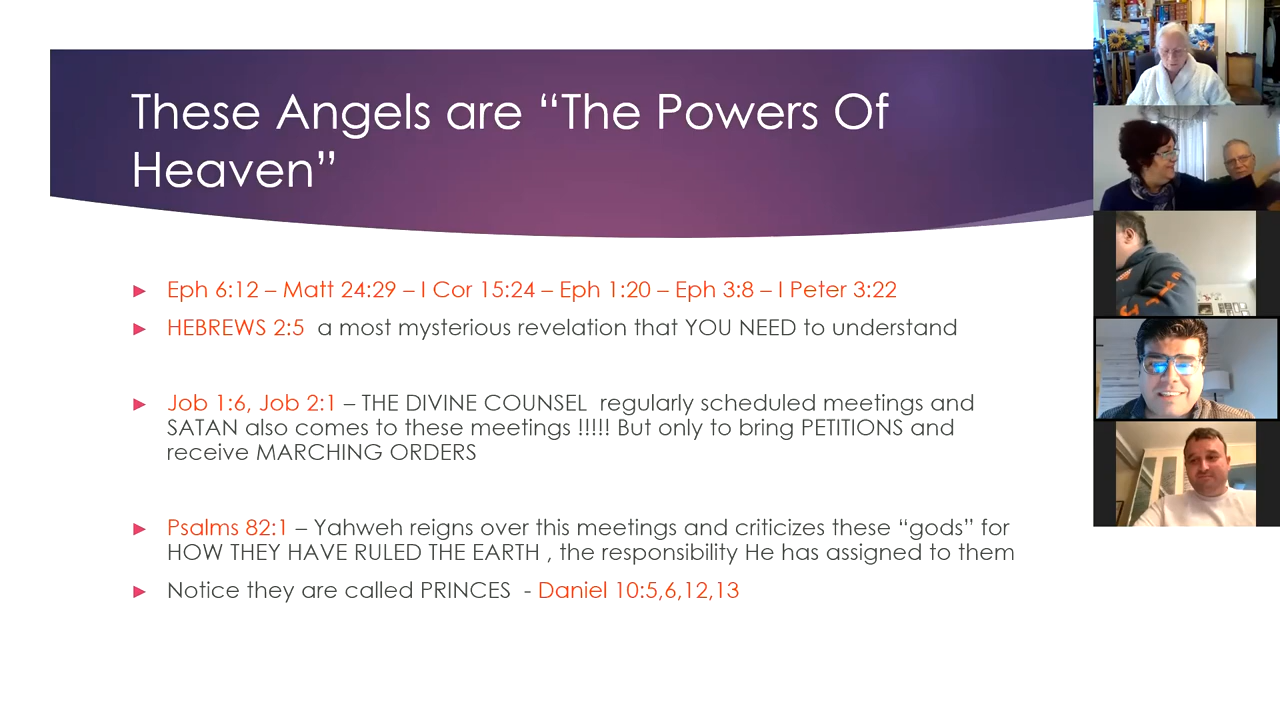 These Angels are “The Powers Of
Heaven”
► Eph 6:12 – Matt 24:29 – I Cor 15:24 – Eph 1:20 – Eph 3:8 – I Peter 3:22
► HEBREWS 2:5 a most mysterious revelation that YOU NEED to understand
► Job 1:6, Job 2:1 – THE DIVINE COUNSEL regularly scheduled meetings and
SATAN also comes to these meetings !!!!! But only to bring PETITIONS and
receive MARCHING ORDERS
► Psalms 82:1 – Yahweh reigns over this meetings and criticizes these “gods” for
HOW THEY HAVE RULED THE EARTH , the responsibility He has assigned to them
► Notice they are called PRINCES - Daniel 10:5,6,12,13